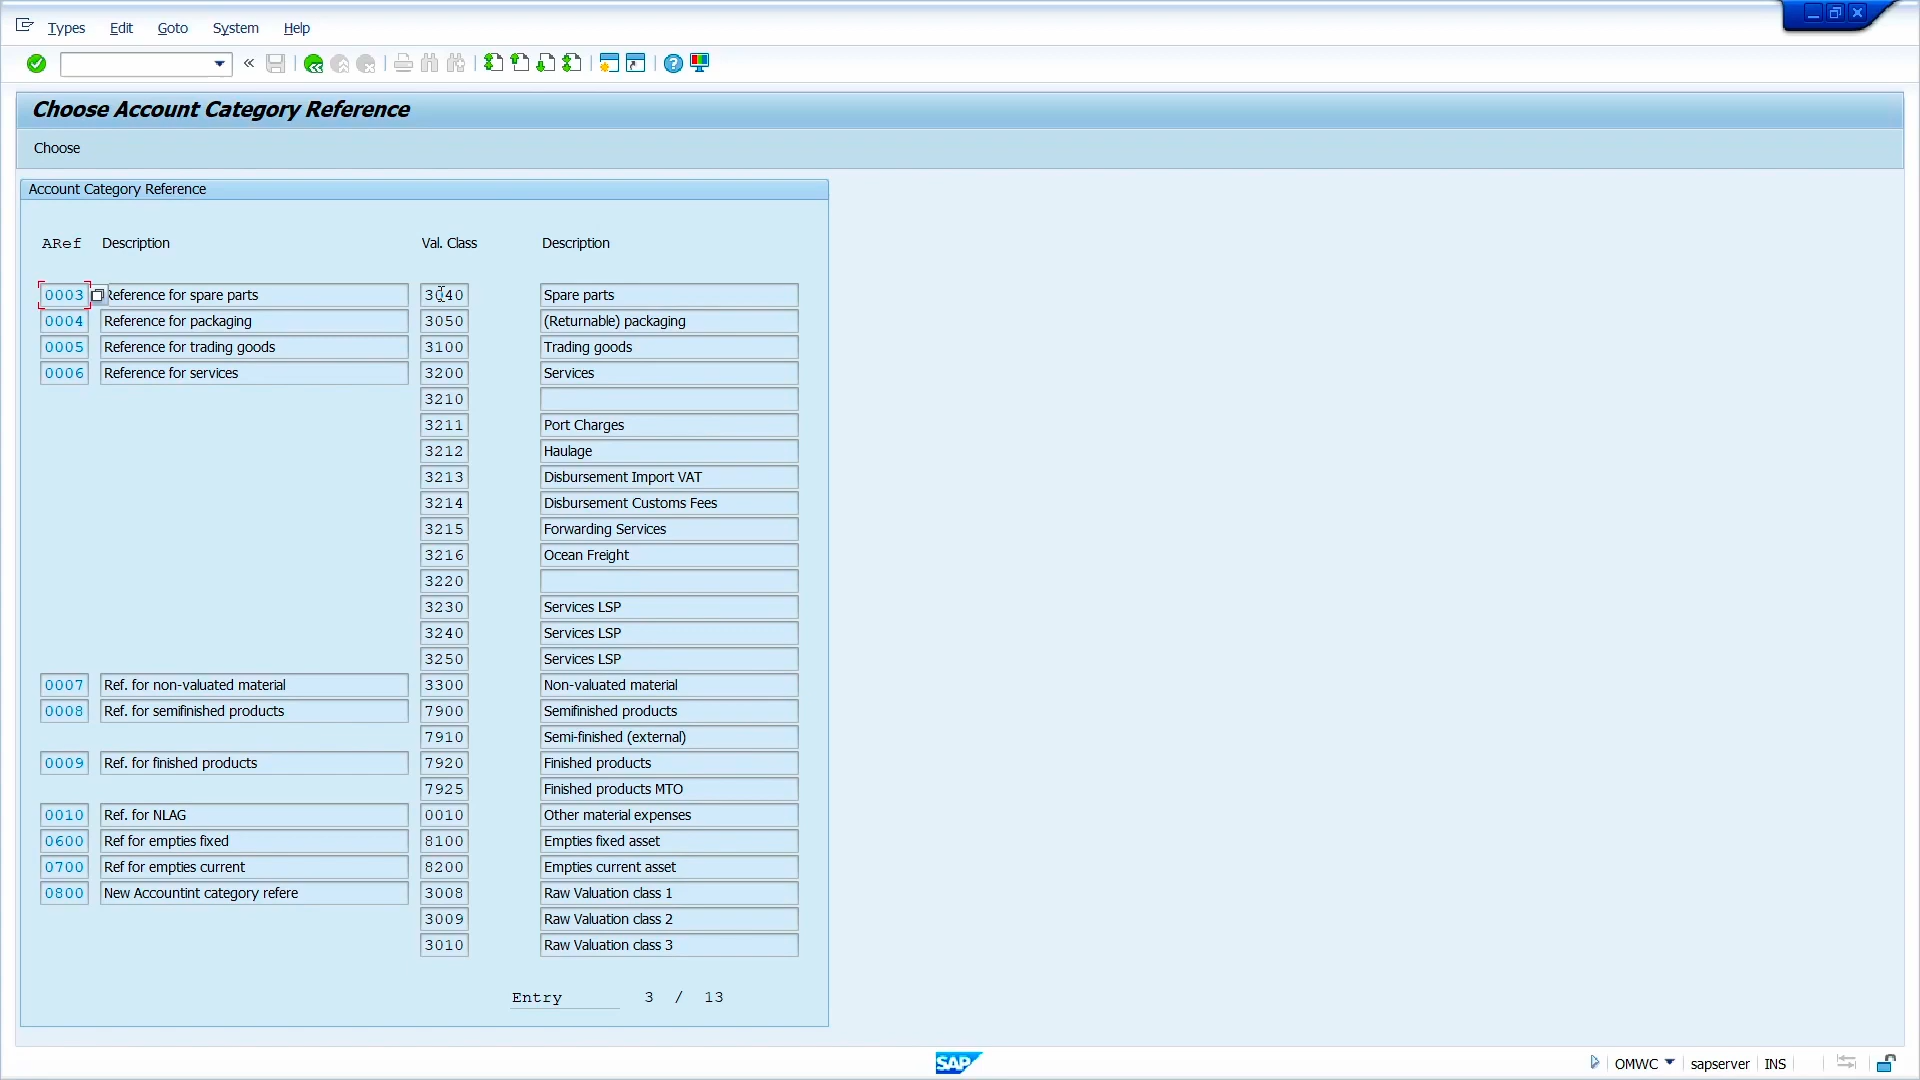 Types Edit Goto System Help
Choose Account Category Reference
Choose
Account Category Reference
ARef Description Val. Class Description
0003 Reference for spare parts 3040 Spare parts
0004 Reference for packaging 3050 (Returnable) packaging
0005 Reference for trading goods 3100 Trading goods
0006 Reference for services 3200 Services
3210
3211 Port Charges
3212 Haulage
3213 Disbursement Import VAT
3214 Disbursement Customs Fees
3215 Forwarding Services
3216 Ocean Freight
3220
3230 Services LSP
3240 Services LSP
3250 Services LSP
0007 Ref. for non-valuated material 3300 Non-valuated material
0008 Ref. for semifinished products 7900 Semifinished products
7910 Semi-finished (external)
0009 Ref. for finished products 7920 Finished products
7925 Finished products MTO
0010 Ref. for NLAG 0010 Other material expenses
0600 Ref for empties fixed 8100 Empties fixed asset
0700 Ref for empties current 8200 Empties current asset
0800 New Accountint category refere 3008 Raw Valuation class 1
3009 Raw Valuation class 2
3010 Raw Valuation class 3
Entry 3 / 13
SAP OMWC sapserver INS